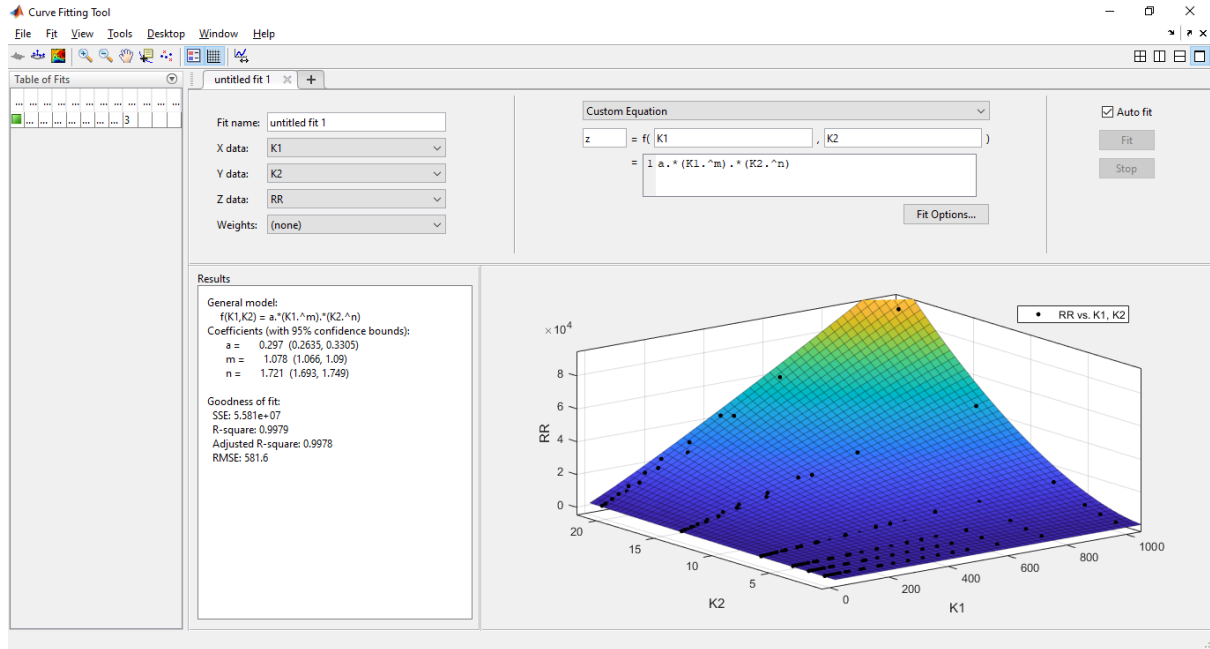 Curve Fitting Tool
File Fit View Tools Desktop Window Help
Table of Fits
untitled fit 1
... ... ... ... ... ... ... ... ... ... ... ...
... ... ... ... ... ... ... 3
Fit name: untitled fit 1
X data: K1
Y data: K2
Z data: RR
Weights: (none)
Custom Equation
z = f( K1 , K2 )
= 1 a.*(K1.^m).*(K2.^n)
Fit Options...
Auto fit
Fit
Stop
Results
General model:
f(K1,K2) = a.*(K1.^m).*(K2.^n)
Coefficients (with 95% confidence bounds):
a = 0.297 (0.2635, 0.3305)
m = 1.078 (1.066, 1.09)
n = 1.721 (1.693, 1.749)
Goodness of fit:
SSE: 5.581e+07
R-square: 0.9979
Adjusted R-square: 0.9978
RMSE: 581.6
×10^4
RR vs. K1, K2
8
6
4
2
0
RR
20
15
10
5
K2
0
200
400
600
800
1000
K1